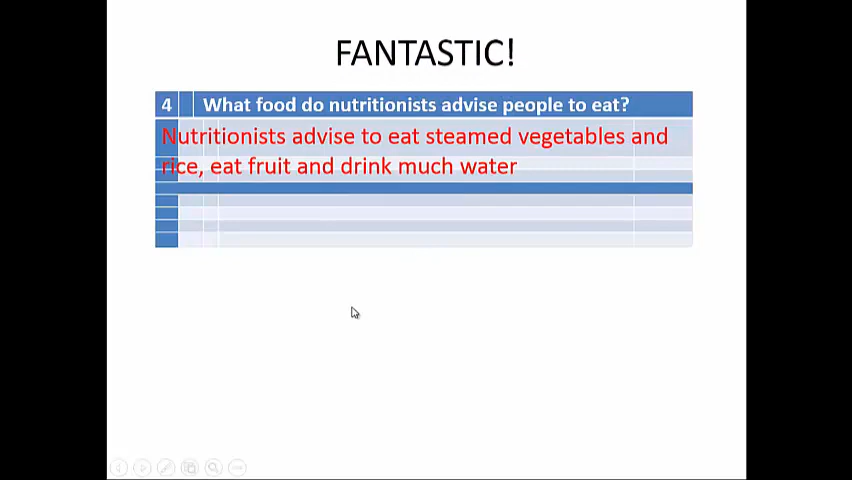 FANTASTIC!
4 What food do nutritionists advise people to eat?
Nutritionists advise to eat steamed vegetables and
rice, eat fruit and drink much water